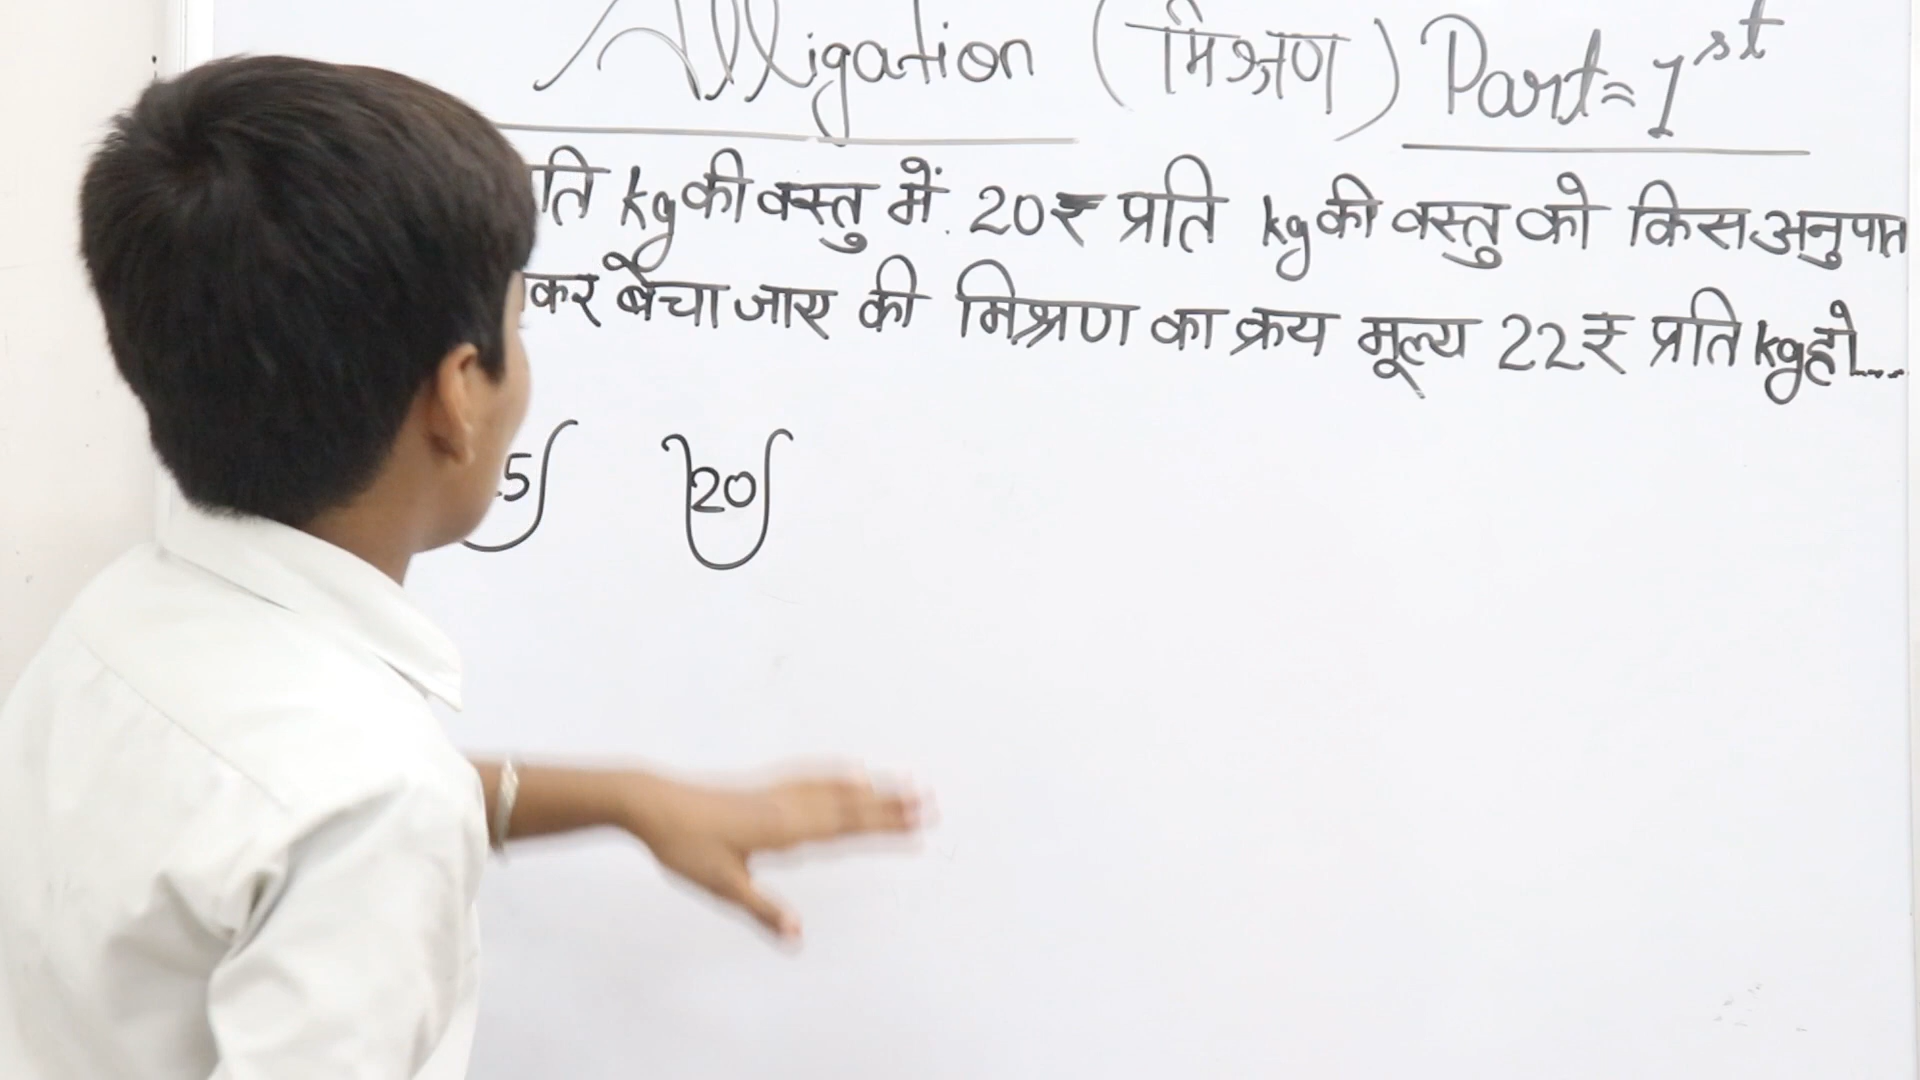 Alligation (मिश्रण) Part = 1st
ति kg की वस्तु में 20₹ प्रति kg की वस्तु को किस अनुपात
कर बेचा जाए की मिश्रण का क्रय मूल्य 22₹ प्रति kg हो....
5 20